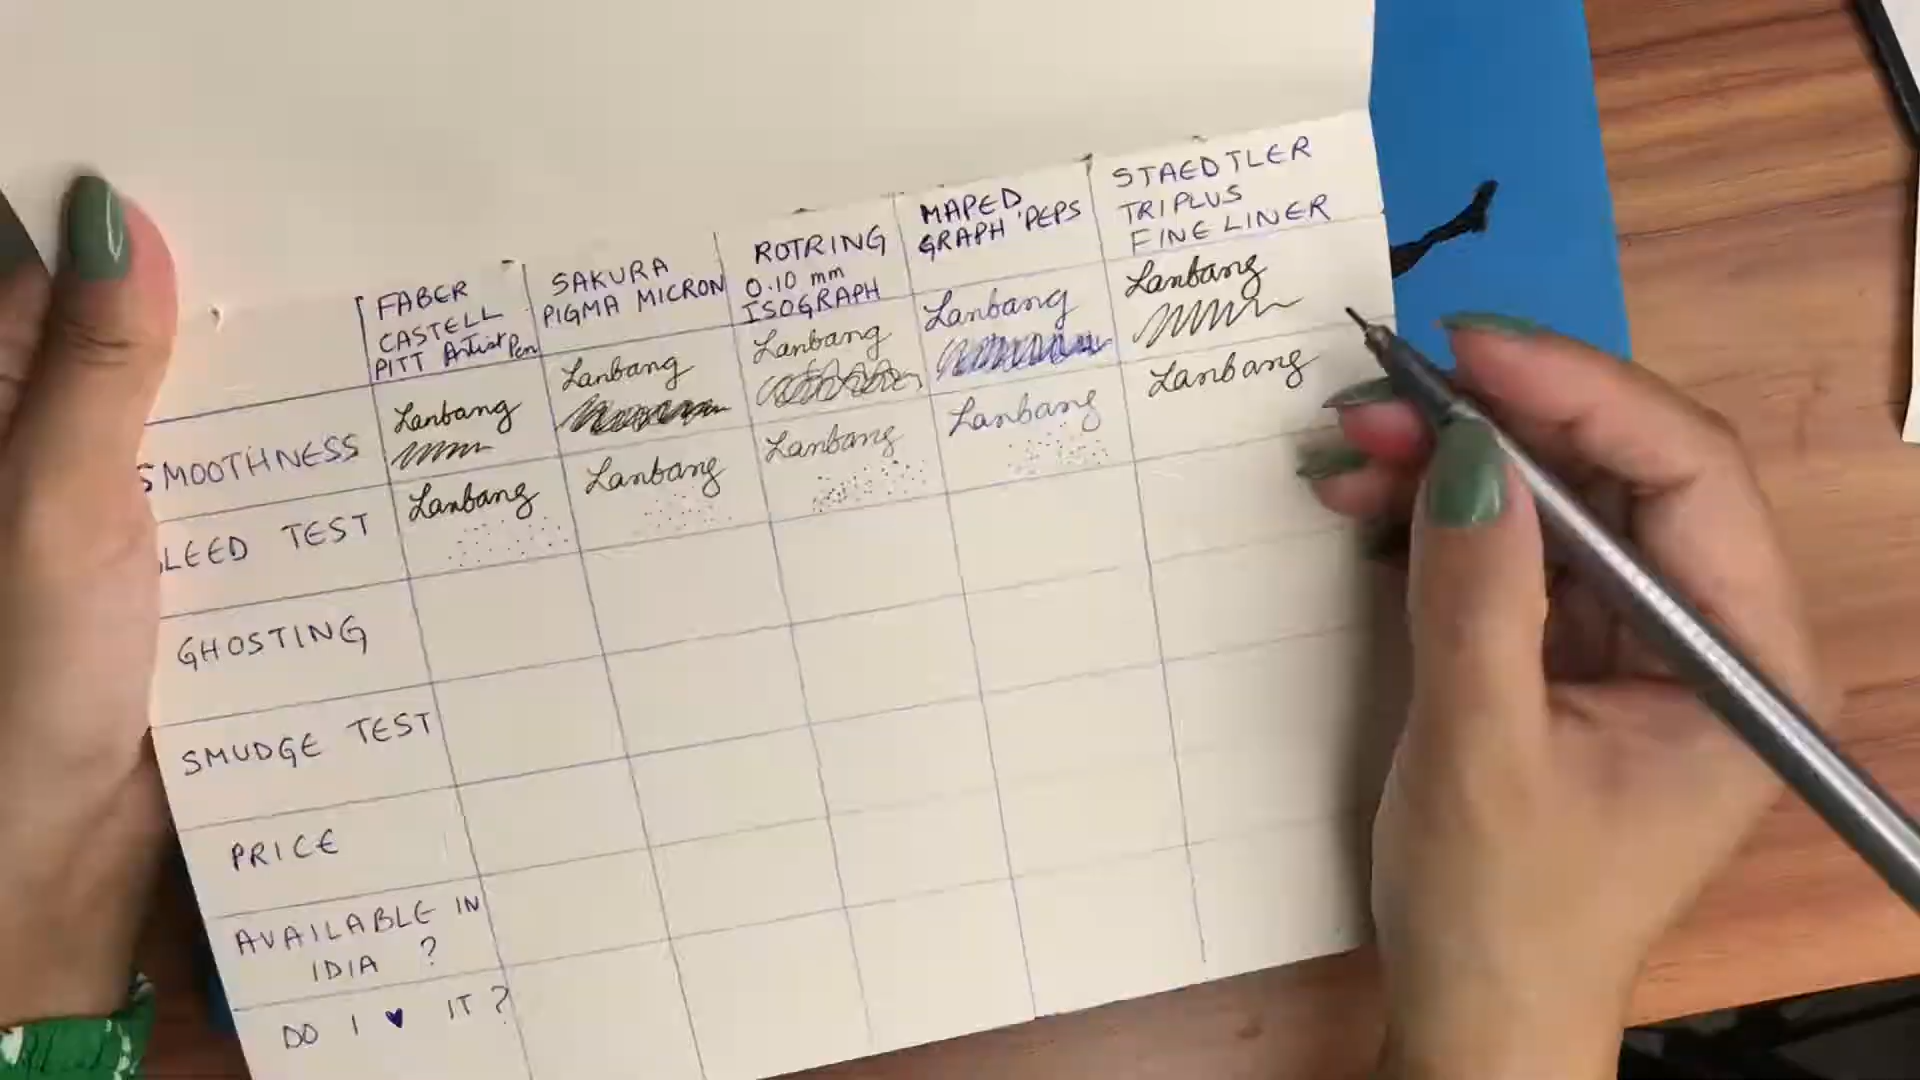 FABER
CASTELL
PITT Artist Pen
SAKURA
PIGMA MICRON
ROTRING
0.10 mm
ISOGRAPH
MAPED
GRAPH'PEPS
STAEDTLER
TRIPLUS
FINE LINER
SMOOTHNESS
Lanbang
Lanbang
Lanbang
Lanbang
Lanbang
LEED TEST
Lanbang
Lanbang
Lanbang
Lanbang
Lanbang
GHOSTING
SMUDGE TEST
PRICE
AVAILABLE IN
IDIA ?
DO I ♥ IT ?